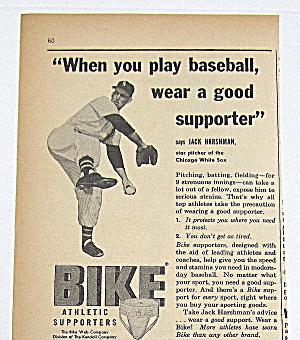 60
"When you play baseball,
wear a good
supporter"
says JACK HARSHMAN,
star pitcher of the
Chicago White Sox
Pitching, batting, fielding—for
9 strenuous innings—can take
a lot out of a fellow, expose him to
serious strains. That's why all
top athletes take the precaution
of wearing a good supporter.
1. It protects you where you
need it most.
2. You don't get as tired.
Bike supporters, designed with
the aid of leading athletes and
coaches, help give you the speed
and stamina you need in modern-
day baseball. No matter what
your sport, you need a good sup-
porter. And there's a Bike sup-
port for every sport, right where
you buy your sporting goods.
Take Jack Harshman's advice
... wear a good support. Wear a
Bike! More athletes have worn
Bike than any other brand.
BIKE
ATHLETIC
SUPPORTERS
The Bike Web Company
Division of The Kendall Company